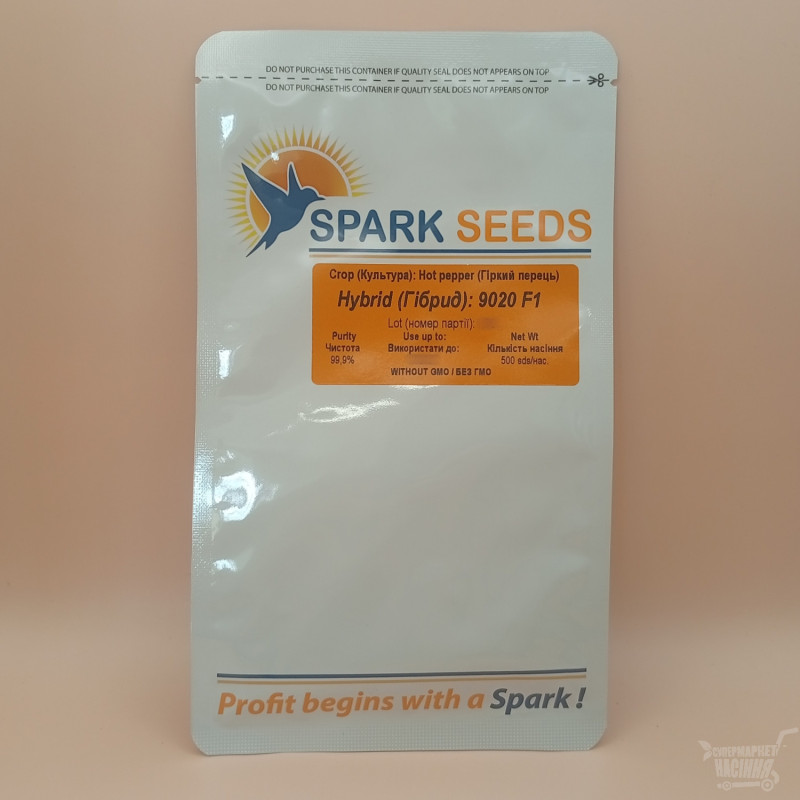 DO NOT PURCHASE THIS CONTAINER IF QUALITY SEAL DOES NOT APPEARS ON TOP
DO NOT PURCHASE THIS CONTAINER IF QUALITY SEAL DOES NOT APPEARS ON TOP
SPARK SEEDS
Crop (Культура): Hot pepper (Гіркий перець)
Hybrid (Гібрид): 9020 F1
Lot (номер партії):
Purity Use up to: Net Wt
Чистота Використати до: Кількість насіння
99,9% 500 sds/нас.
WITHOUT GMO / БЕЗ ГМО
Profit begins with a Spark !
СУПЕРМАРКЕТ
НАСІННЯ